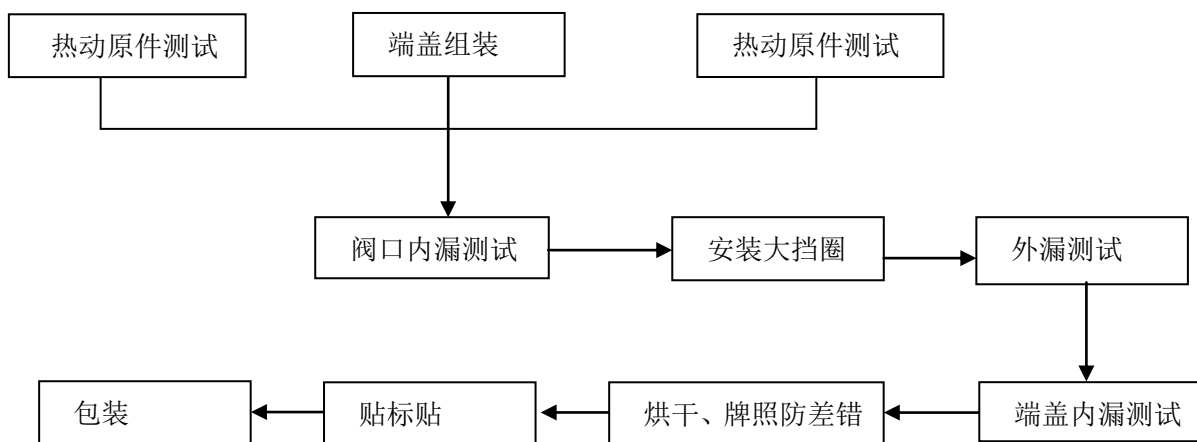 热动原件测试
端盖组装
热动原件测试
阀口内漏测试
安装大挡圈
外漏测试
端盖内漏测试
烘干、牌照防差错
贴标贴
包装